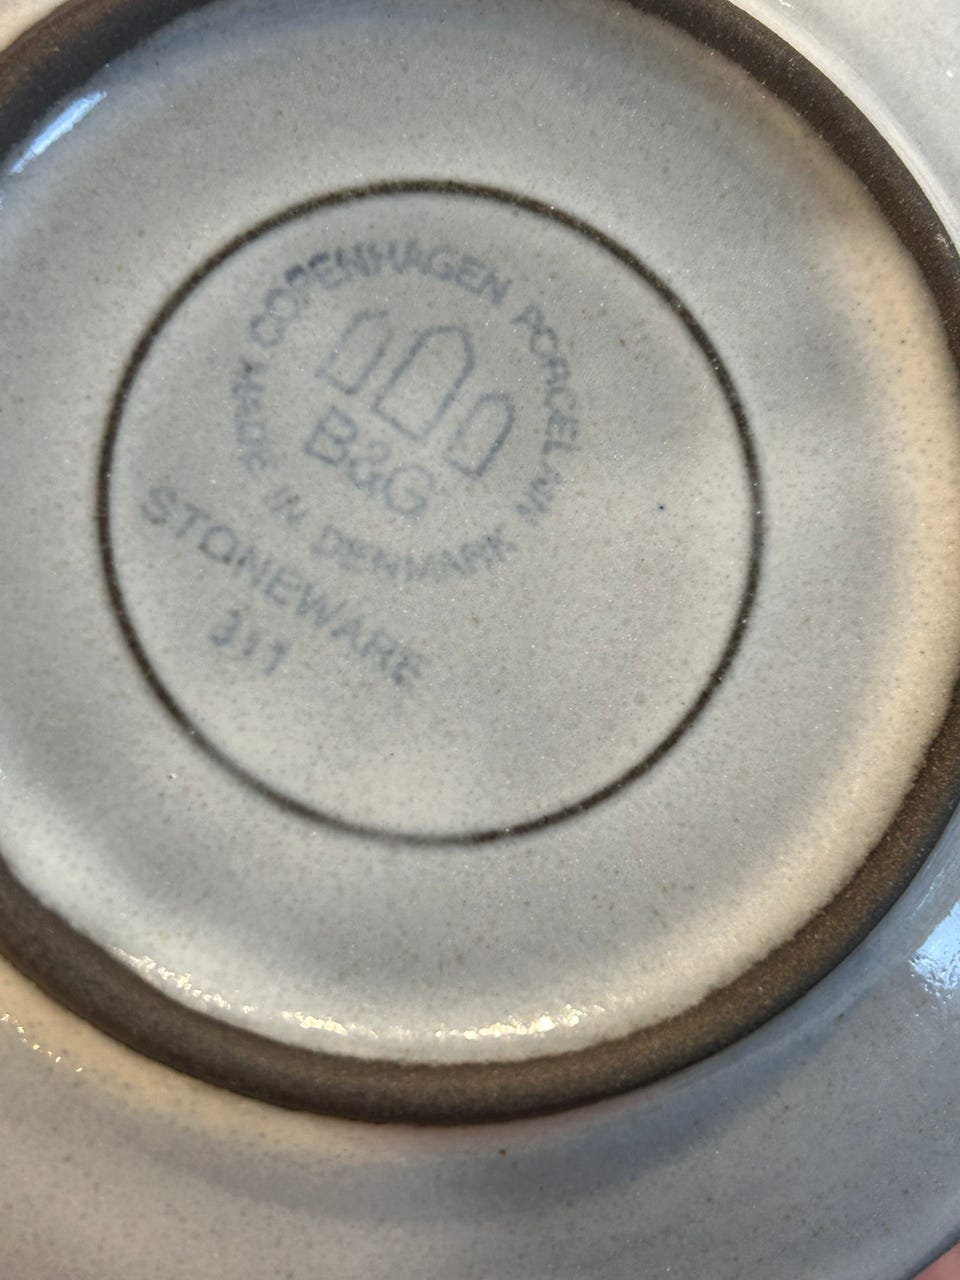 COPENHAGEN PORCELAIN
B&G
MADE IN DENMARK
STONEWARE
311